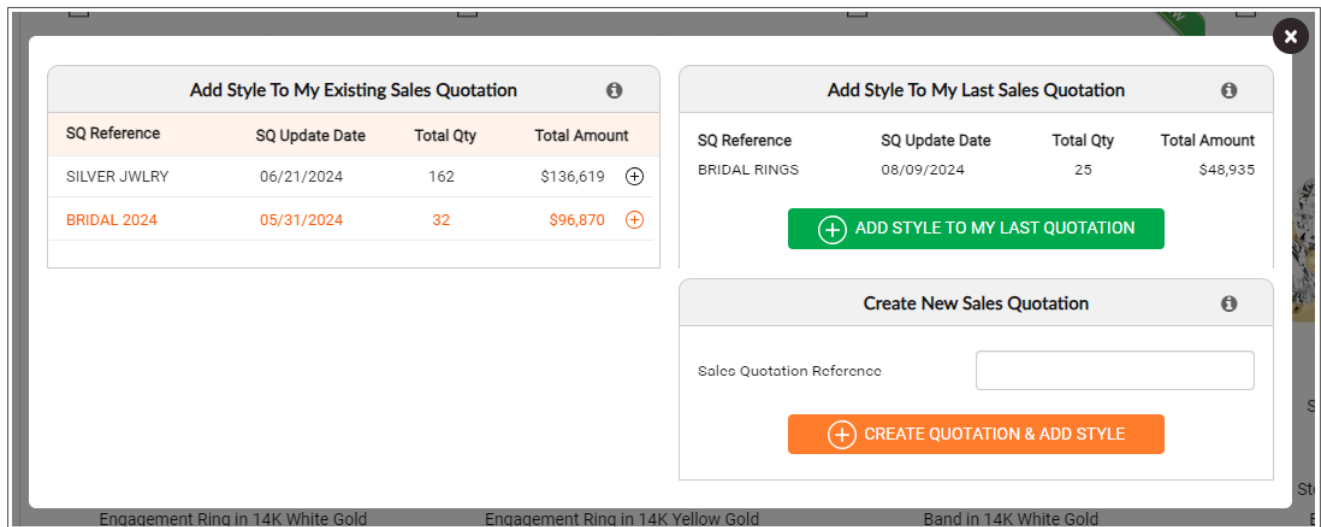 Add Style To My Existing Sales Quotation
SQ Reference SQ Update Date Total Qty Total Amount
SILVER JWLRY 06/21/2024 162 $136,619
BRIDAL 2024 05/31/2024 32 $96,870
Add Style To My Last Sales Quotation
SQ Reference SQ Update Date Total Qty Total Amount
BRIDAL RINGS 08/09/2024 25 $48,935
ADD STYLE TO MY LAST QUOTATION
Create New Sales Quotation
Sales Quotation Reference
CREATE QUOTATION & ADD STYLE
Engagement Ring in 14K White Gold
Engagement Ring in 14K Yellow Gold
Band in 14K White Gold